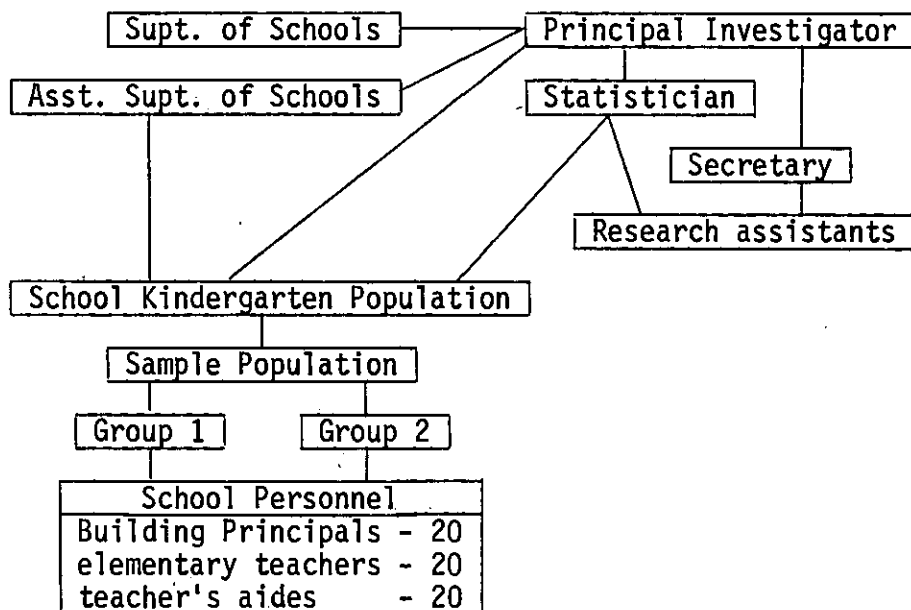 Supt. of Schools
Principal Investigator
Asst. Supt. of Schools
Statistician
Secretary
Research assistants
School Kindergarten Population
Sample Population
Group 1
Group 2
School Personnel
Building Principals - 20
elementary teachers - 20
teacher's aides - 20